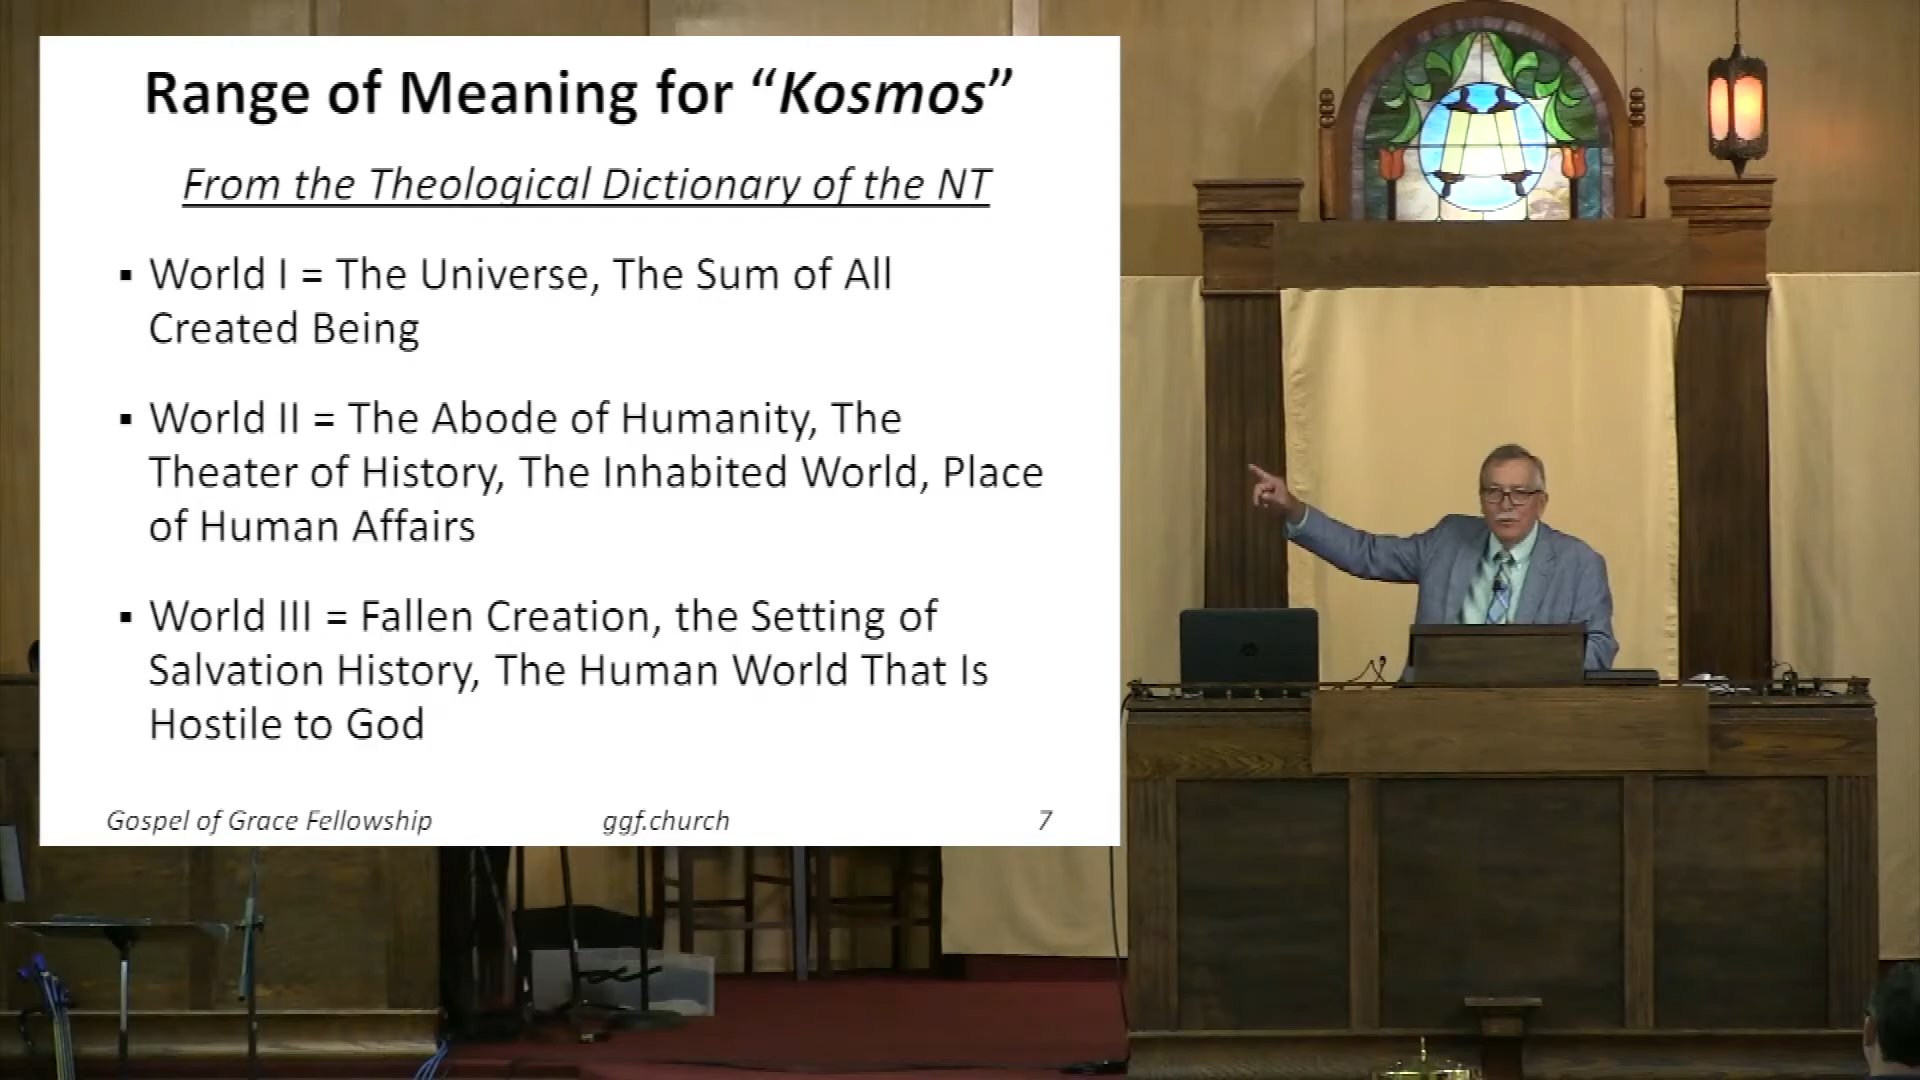 Range of Meaning for “Kosmos”
From the Theological Dictionary of the NT
▪ World I = The Universe, The Sum of All
Created Being
▪ World II = The Abode of Humanity, The
Theater of History, The Inhabited World, Place
of Human Affairs
▪ World III = Fallen Creation, the Setting of
Salvation History, The Human World That Is
Hostile to God
Gospel of Grace Fellowship ggf.church 7